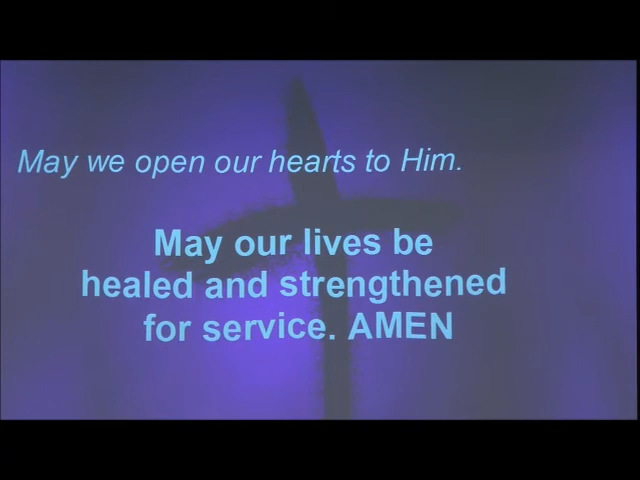 May we open our hearts to Him.
May our lives be
healed and strengthened
for service. AMEN